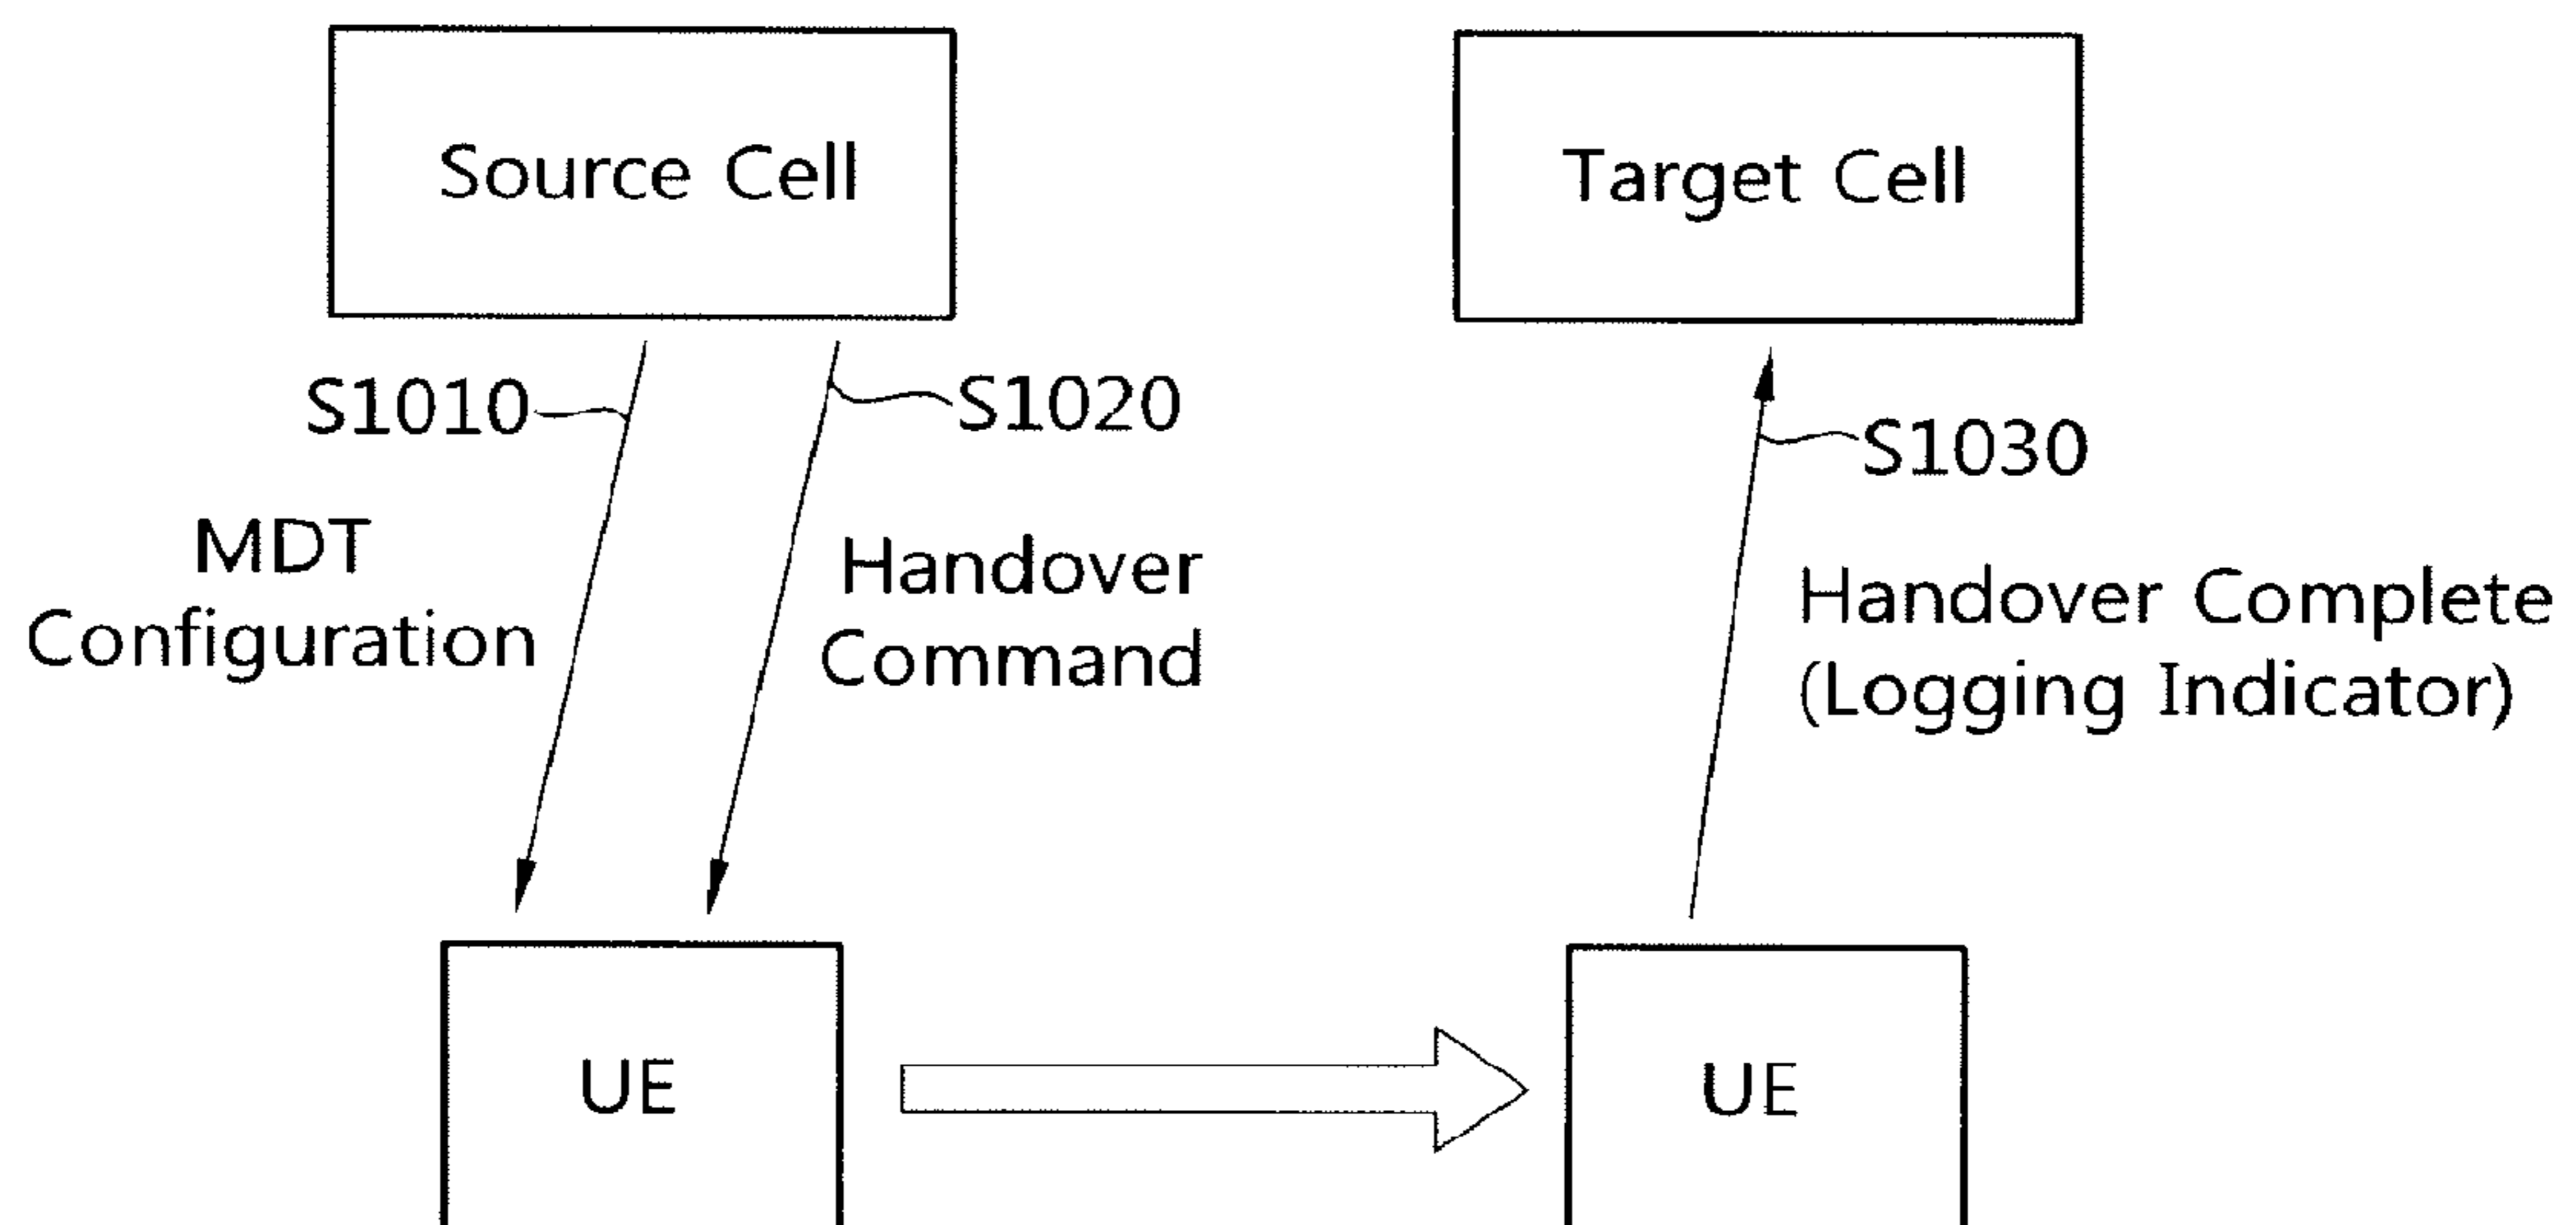 Source Cell
Target Cell
S1010
S1020
S1030
MDT
Configuration
Handover
Command
Handover Complete
(Logging Indicator)
UE
UE